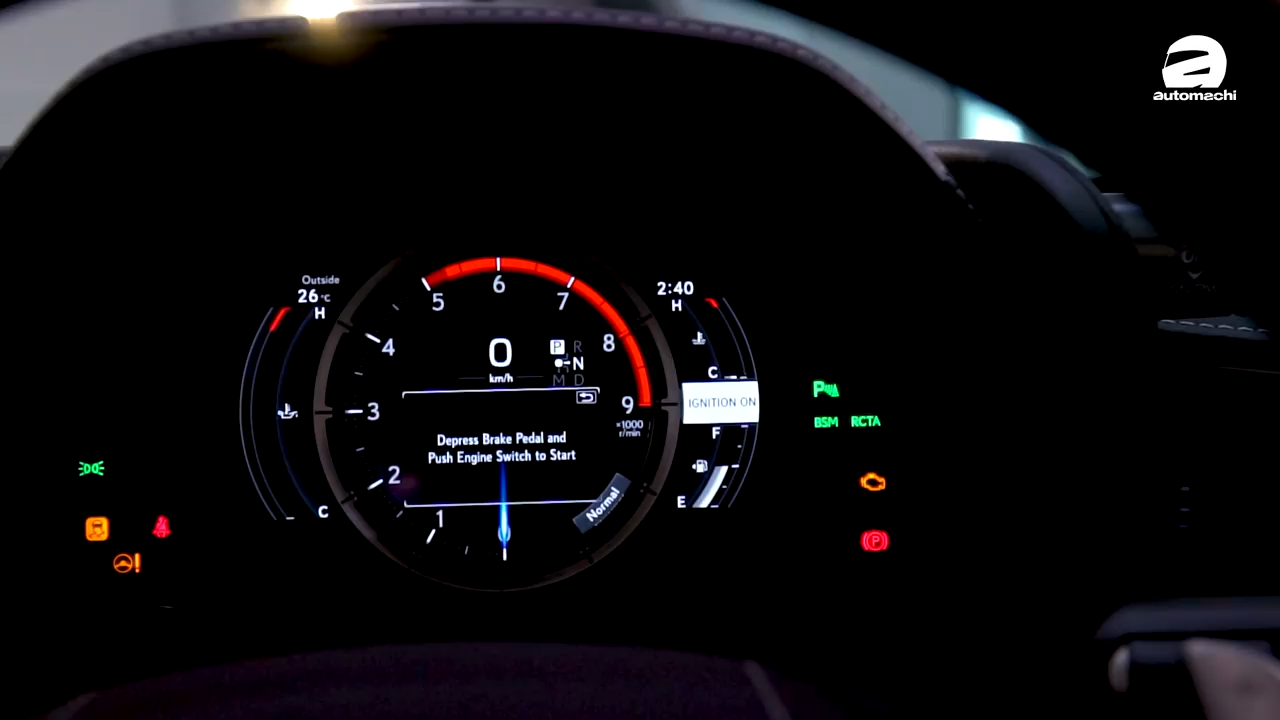 automachi
Outside
26°C
H
C
5
6
7
4
8
3
9
2
1
×1000
r/min
0
km/h
P R
N
M D
Depress Brake Pedal and
Push Engine Switch to Start
Normal
2:40
H
C
IGNITION ON
F
E
P
BSM RCTA
P